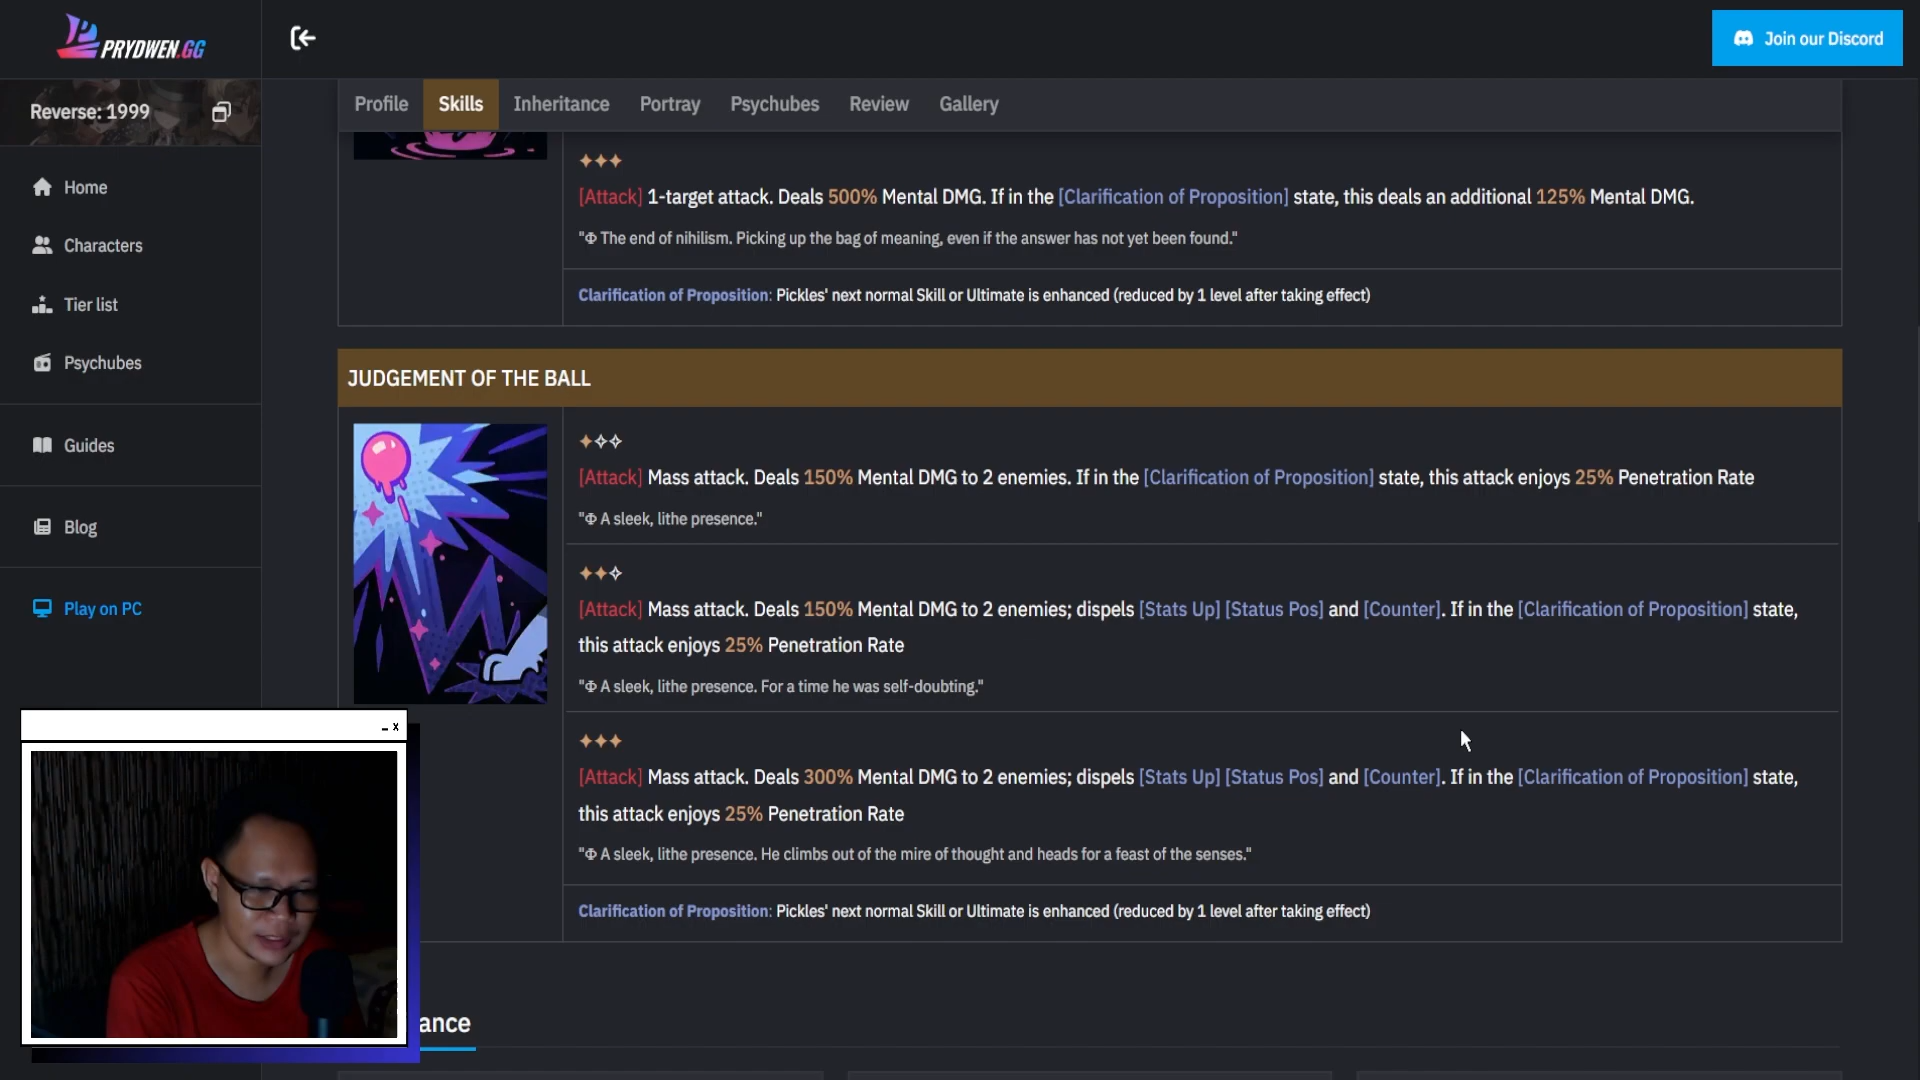 PRYDWEN.GG
Join our Discord
Reverse: 1999
Home
Characters
Tier list
Psychubes
Guides
Blog
Play on PC
Profile
Skills
Inheritance
Portray
Psychubes
Review
Gallery
[Attack] 1-target attack. Deals 500% Mental DMG. If in the [Clarification of Proposition] state, this deals an additional 125% Mental DMG.
"Φ The end of nihilism. Picking up the bag of meaning, even if the answer has not yet been found."
Clarification of Proposition: Pickles' next normal Skill or Ultimate is enhanced (reduced by 1 level after taking effect)
JUDGEMENT OF THE BALL
[Attack] Mass attack. Deals 150% Mental DMG to 2 enemies. If in the [Clarification of Proposition] state, this attack enjoys 25% Penetration Rate
"Φ A sleek, lithe presence."
[Attack] Mass attack. Deals 150% Mental DMG to 2 enemies; dispels [Stats Up] [Status Pos] and [Counter]. If in the [Clarification of Proposition] state,
this attack enjoys 25% Penetration Rate
"Φ A sleek, lithe presence. For a time he was self-doubting."
[Attack] Mass attack. Deals 300% Mental DMG to 2 enemies; dispels [Stats Up] [Status Pos] and [Counter]. If in the [Clarification of Proposition] state,
this attack enjoys 25% Penetration Rate
"Φ A sleek, lithe presence. He climbs out of the mire of thought and heads for a feast of the senses."
Clarification of Proposition: Pickles' next normal Skill or Ultimate is enhanced (reduced by 1 level after taking effect)
ance